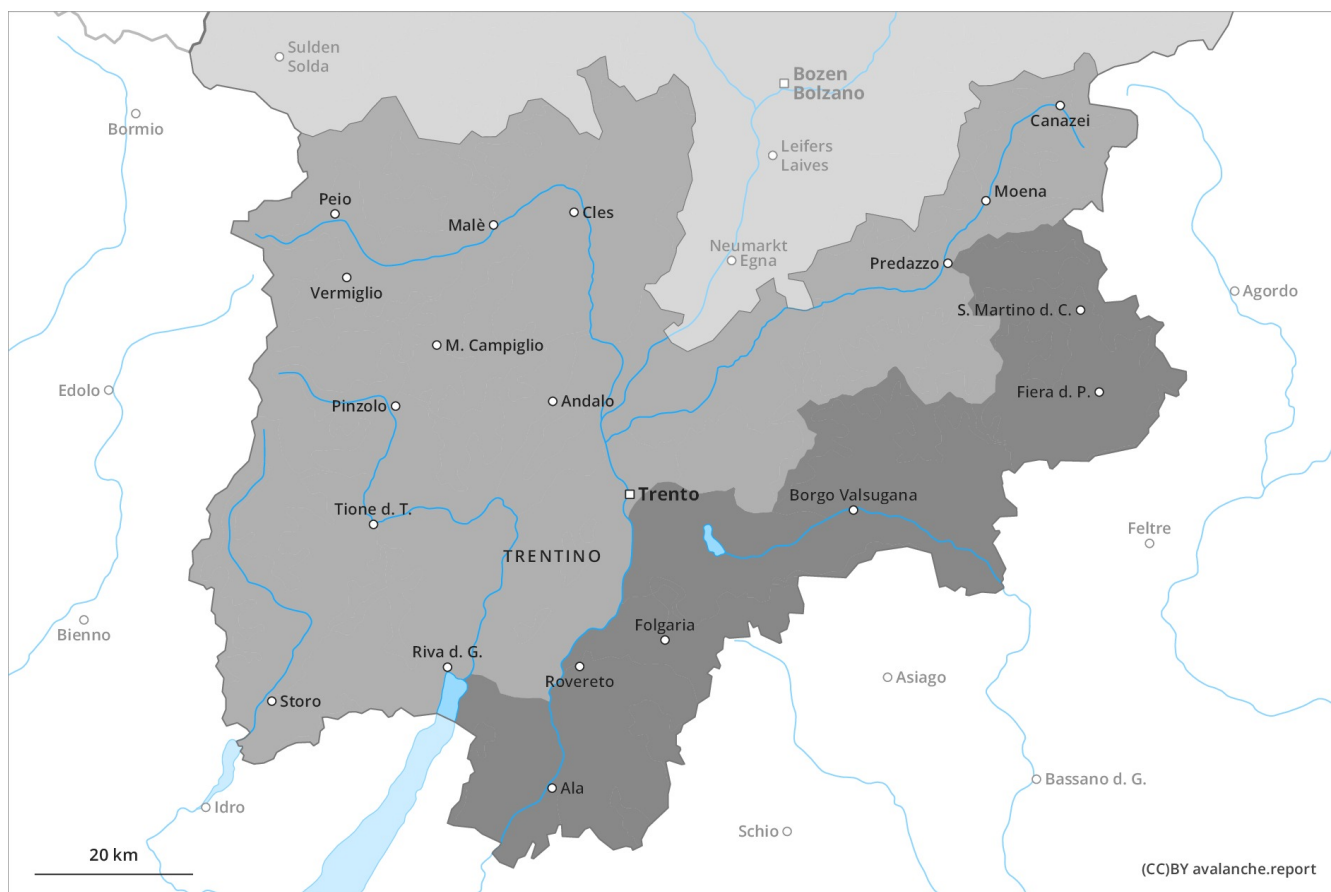 Sulden
Solda
Bozen
Bolzano
Bormio
Canazei
Leifers
Laives
Peio
Malè
Cles
Moena
Neumarkt
Egna
Predazzo
Vermiglio
Agordo
S. Martino d. C.
M. Campiglio
Edolo
Pinzolo
Andalo
Fiera d. P.
Trento
Borgo Valsugana
Tione d. T.
Feltre
TRENTINO
Bienno
Folgaria
Riva d. G.
Rovereto
Asiago
Storo
Bassano d. G.
Ala
Idro
Schio
20 km
(CC)BY avalanche.report